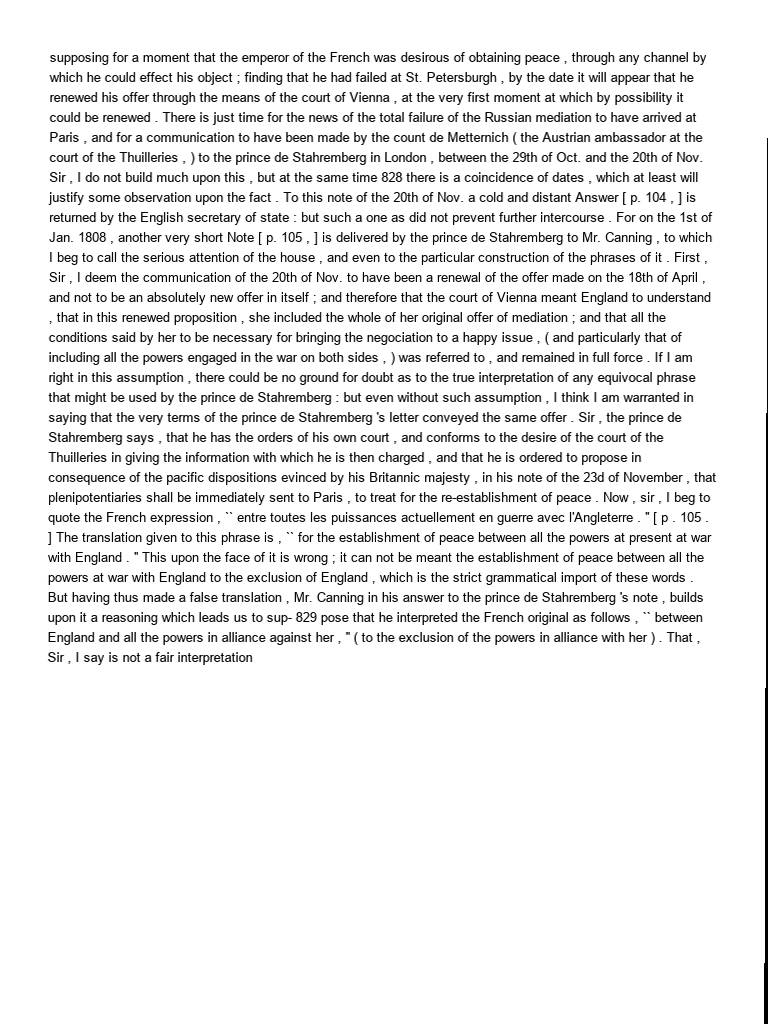 supposing for a moment that the emperor of the French was desirous of obtaining peace , through any channel by
which he could effect his object ; finding that he had failed at St. Petersburgh , by the date it will appear that he
renewed his offer through the means of the court of Vienna , at the very first moment at which by possibility it
could be renewed . There is just time for the news of the total failure of the Russian mediation to have arrived at
Paris , and for a communication to have been made by the count de Metternich ( the Austrian ambassador at the
court of the Thuilleries , ) to the prince de Stahremberg in London , between the 29th of Oct. and the 20th of Nov.
Sir , I do not build much upon this , but at the same time 828 there is a coincidence of dates , which at least will
justify some observation upon the fact . To this note of the 20th of Nov. a cold and distant Answer [ p. 104 , ] is
returned by the English secretary of state : but such a one as did not prevent further intercourse . For on the 1st of
Jan. 1808 , another very short Note [ p. 105 , ] is delivered by the prince de Stahremberg to Mr. Canning , to which
I beg to call the serious attention of the house , and even to the particular construction of the phrases of it . First ,
Sir , I deem the communication of the 20th of Nov. to have been a renewal of the offer made on the 18th of April ,
and not to be an absolutely new offer in itself ; and therefore that the court of Vienna meant England to understand
, that in this renewed proposition , she included the whole of her original offer of mediation ; and that all the
conditions said by her to be necessary for bringing the negociation to a happy issue , ( and particularly that of
including all the powers engaged in the war on both sides , ) was referred to , and remained in full force . If I am
right in this assumption , there could be no ground for doubt as to the true interpretation of any equivocal phrase
that might be used by the prince de Stahremberg : but even without such assumption , I think I am warranted in
saying that the very terms of the prince de Stahremberg 's letter conveyed the same offer . Sir , the prince de
Stahremberg says , that he has the orders of his own court , and conforms to the desire of the court of the
Thuilleries in giving the information with which he is then charged , and that he is ordered to propose in
consequence of the pacific dispositions evinced by his Britannic majesty , in his note of the 23d of November , that
plenipotentiaries shall be immediately sent to Paris , to treat for the re-establishment of peace . Now , sir , I beg to
quote the French expression , `` entre toutes les puissances actuellement en guerre avec l'Angleterre . " [ p . 105 .
] The translation given to this phrase is , `` for the establishment of peace between all the powers at present at war
with England . " This upon the face of it is wrong ; it can not be meant the establishment of peace between all the
powers at war with England to the exclusion of England , which is the strict grammatical import of these words .
But having thus made a false translation , Mr. Canning in his answer to the prince de Stahremberg 's note , builds
upon it a reasoning which leads us to sup- 829 pose that he interpreted the French original as follows , `` between
England and all the powers in alliance against her , " ( to the exclusion of the powers in alliance with her ) . That ,
Sir , I say is not a fair interpretation